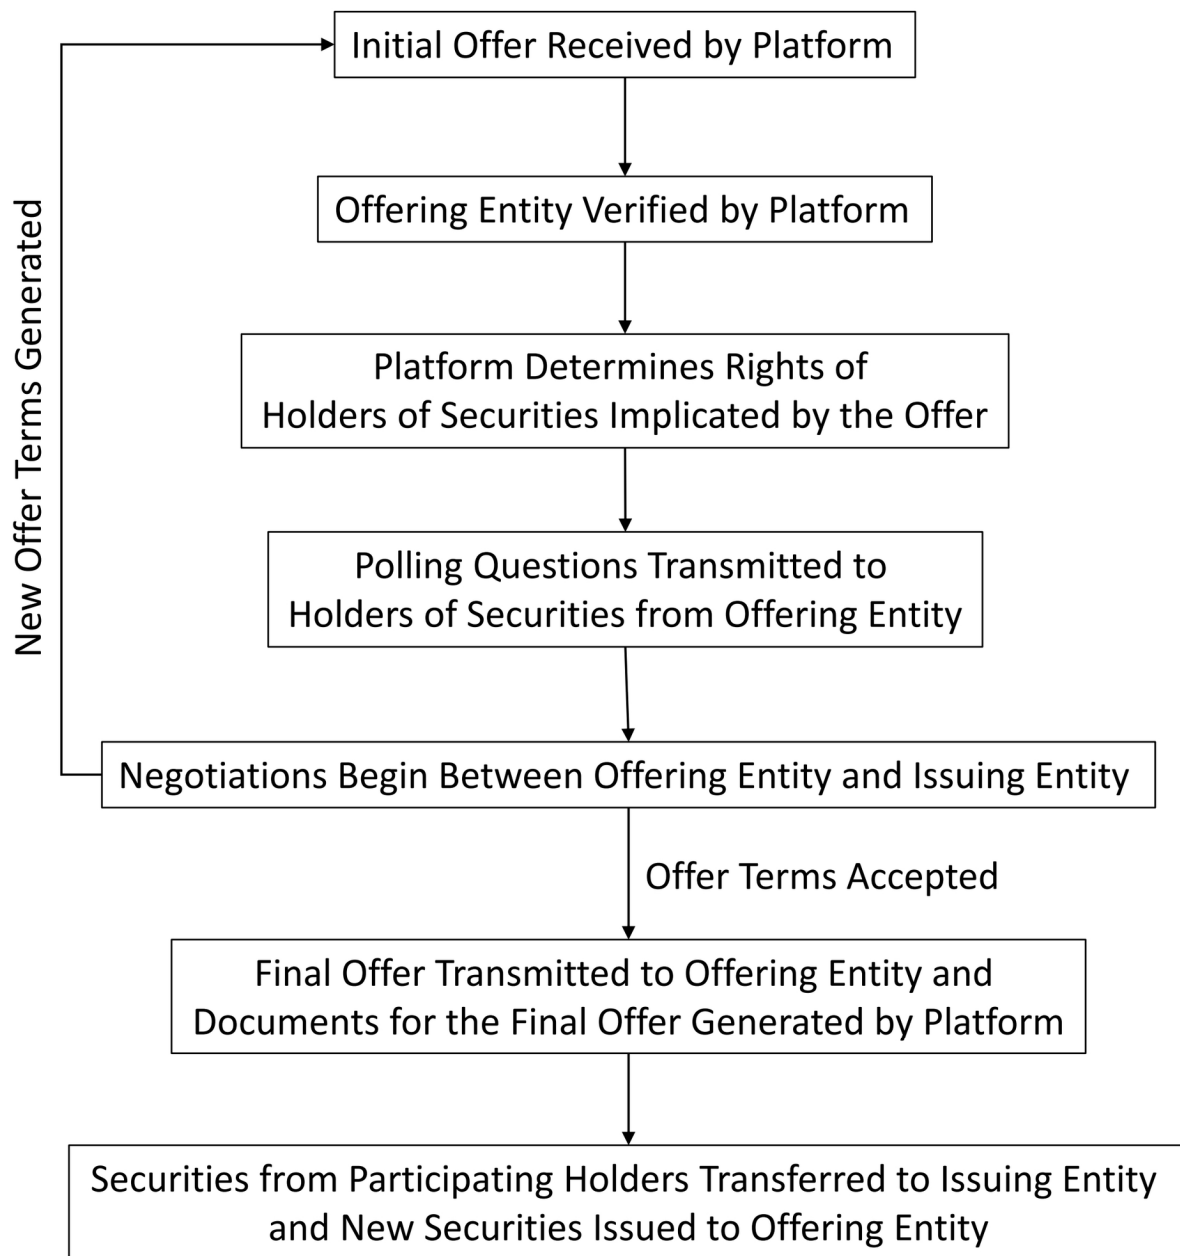 Initial Offer Received by Platform
Offering Entity Verified by Platform
Platform Determines Rights of
Holders of Securities Implicated by the Offer
Polling Questions Transmitted to
Holders of Securities from Offering Entity
New Offer Terms Generated
Negotiations Begin Between Offering Entity and Issuing Entity
Offer Terms Accepted
Final Offer Transmitted to Offering Entity and
Documents for the Final Offer Generated by Platform
Securities from Participating Holders Transferred to Issuing Entity
and New Securities Issued to Offering Entity